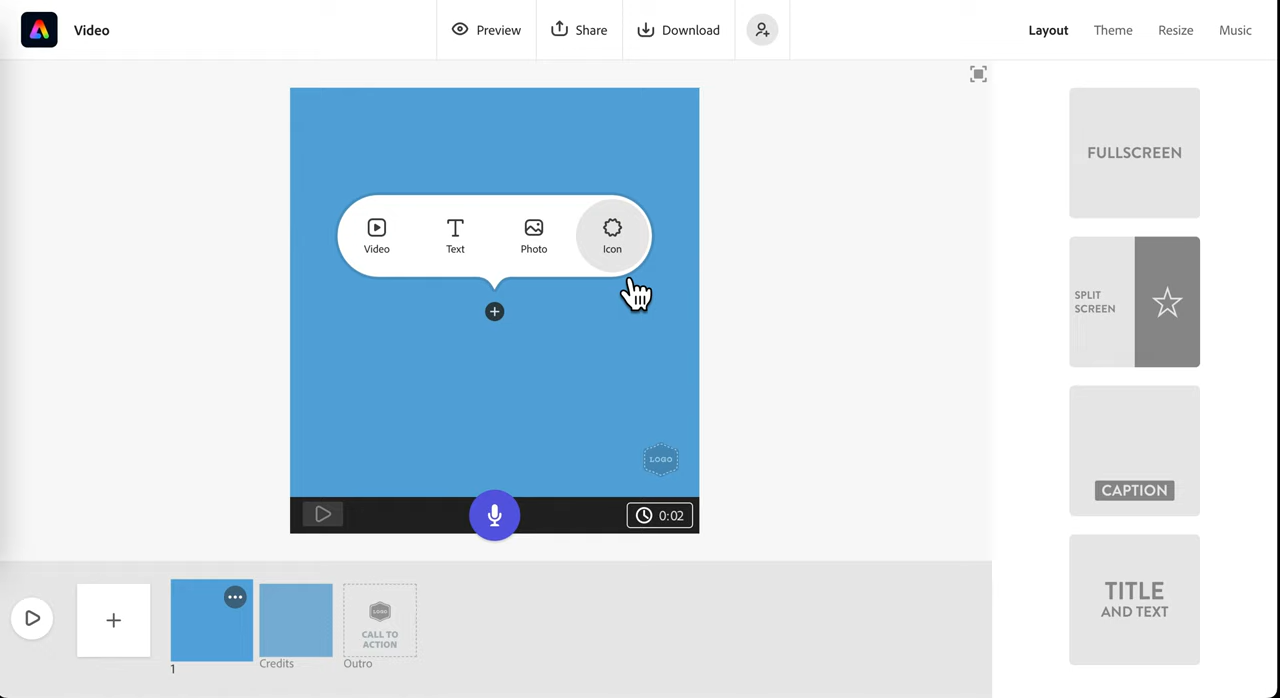 Video
Preview
Share
Download
Layout
Theme
Resize
Music
Video
Text
Photo
Icon
LOGO
0:02
FULLSCREEN
SPLIT
SCREEN
CAPTION
TITLE
AND TEXT
1
Credits
LOGO
CALL TO
ACTION
Outro